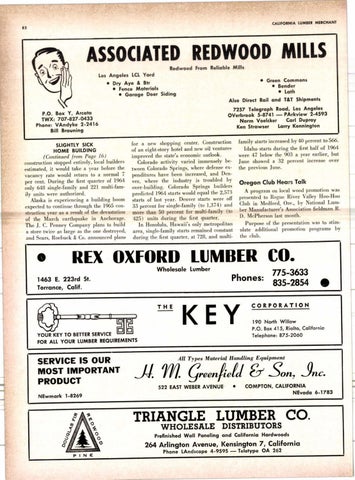 82
CALIFORNIA LUMBER MERCHANT
ASSOCIATED REDWOOD MILLS
Redwood From Reliable Mills
Los Angeles LCL Yard
• Dry Aye & Btr
• Fence Materials
• Garage Door Siding
• Green Commons
• Bender
• Lath
Also Direct Rail and T&T Shipments
P.O. Box Y, Arcata
TWX: 707-827-0433
Phone: VAndyke 2-2416
Bill Brauning
7237 Telegraph Road, Los Angeles
OVerbrook 5-8741 — PArkview 2-4593
Norm Voelcker Carl Dupray
Ken Strawser Larry Kennington
SLIGHTLY SICK
HOME BUILDING
(Continued from Page 16)
construction stopped entirely, local builders
estimated, it would take a year before the
vacancy level would return to a normal 7
per cent. During the first quarter of 1964
only 648 single-family and 221 multi-fam-
ily units were authorized.
Alaska is experiencing a building boom
expected to continue through the 1965 con-
struction year as a result of the devastation
of the March earthquake in Anchorage.
The J. C. Penney Company plans to build
a store twice as large as the one destroyed,
and Sears, Roebuck & Co. announced plans
for a new shopping center. Construction
of an eight-story hotel and new oil ventures
improved the state's economic outlook.
Colorado activity varied immensely be-
tween Colorado Springs, where defense ex-
penditures have been increased, and Den-
ver, where the industry is troubled by
over-building. Colorado Springs builders
predicted 1964 starts would equal the 2,575
starts of last year. Denver starts were off
35 percent for single-family (to 1,374) and
more than 50 percent for multi-family (to
425) units during the first quarter.
In Honolulu, Hawaii's only metropolitan
area, single-family starts remained constant
during the first quarter, at 728, and multi-
family starts increased by 60 percent to 566.
Idaho starts during the first half of 1964
were 47 below the 903 a year earlier, but
June showed a 32 percent increase over
the previous June.
Oregon Club Hears Talk
A program on local wood promotion was
presented to Rogue River Valley Hoo-Hoo
Club in Medford, Ore., by National Lum-
ber Manufacturer's Association fieldman R.
D. McPherson last month.
Purpose of the presentation was to stim-
ulate additional promotion programs by
the club.
REX OXFORD LUMBER CO.
Wholesale Lumber
1463 E. 223rd St.
Torrance, Calif.
Phones: 775-3633
835-2854
YOUR KEY TO BETTER SERVICE
FOR ALL YOUR LUMBER REQUIREMENTS
THE KEY CORPORATION
190 North Willow
P.O. Box 415, Rialto, California
Telephone: 875-2060
SERVICE IS OUR
MOST IMPORTANT
PRODUCT
NEwmark 1-8269
All Types Material Handling Equipment
H. M. Greenfield & Son, Inc.
522 EAST WEBER AVENUE • COMPTON, CALIFORNIA
NEvada 6-1783
DOUGLAS FIR
REDWOOD
PINE
TRIANGLE LUMBER CO.
WHOLESALE DISTRIBUTORS
Prefinished Wall Paneling and California Hardwoods
264 Arlington Avenue, Kensington 7, California
Phone LAndscape 4-9595 — Teletype OA 262